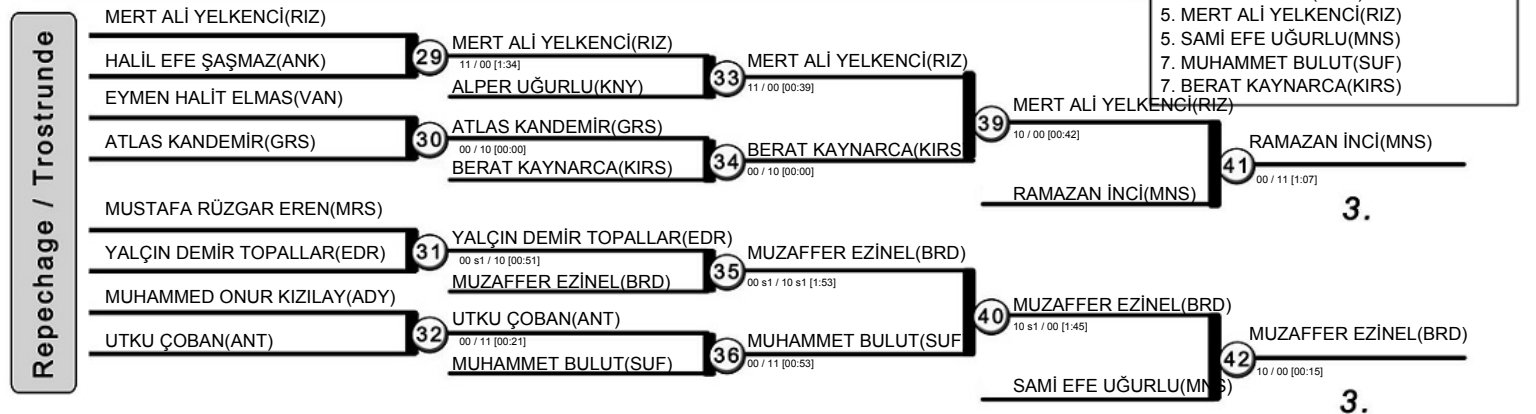 Repechage / Trostrunde
5. MERT ALİ YELKENCİ(RIZ)
5. SAMİ EFE UĞURLU(MNS)
7. MUHAMMET BULUT(SUF)
7. BERAT KAYNARCA(KIRS)
MERT ALİ YELKENCİ(RIZ)
HALİL EFE ŞAŞMAZ(ANK)
EYMEN HALİT ELMAS(VAN)
ATLAS KANDEMİR(GRS)
MUSTAFA RÜZGAR EREN(MRS)
YALÇIN DEMİR TOPALLAR(EDR)
MUHAMMED ONUR KIZILAY(ADY)
UTKU ÇOBAN(ANT)
29
30
31
32
MERT ALİ YELKENCİ(RIZ)
11 / 00 [1:34]
ALPER UĞURLU(KNY)
ATLAS KANDEMİR(GRS)
00 / 10 [00:00]
BERAT KAYNARCA(KIRS)
YALÇIN DEMİR TOPALLAR(EDR)
00 s1 / 10 [00:51]
MUZAFFER EZİNEL(BRD)
UTKU ÇOBAN(ANT)
00 / 11 [00:21]
MUHAMMET BULUT(SUF)
33
34
35
36
MERT ALİ YELKENCİ(RIZ)
11 / 00 [00:39]
BERAT KAYNARCA(KIRS
00 / 10 [00:00]
MUZAFFER EZİNEL(BRD)
00 s1 / 10 s1 [1:53]
MUHAMMET BULUT(SUF
00 / 11 [00:53]
39
40
MERT ALİ YELKENCİ(RIZ)
10 / 00 [00:42]
RAMAZAN İNCİ(MNS)
MUZAFFER EZİNEL(BRD)
10 s1 / 00 [1:45]
SAMİ EFE UĞURLU(MNS)
41
42
RAMAZAN İNCİ(MNS)
00 / 11 [1:07]
3.
MUZAFFER EZİNEL(BRD)
10 / 00 [00:15]
3.